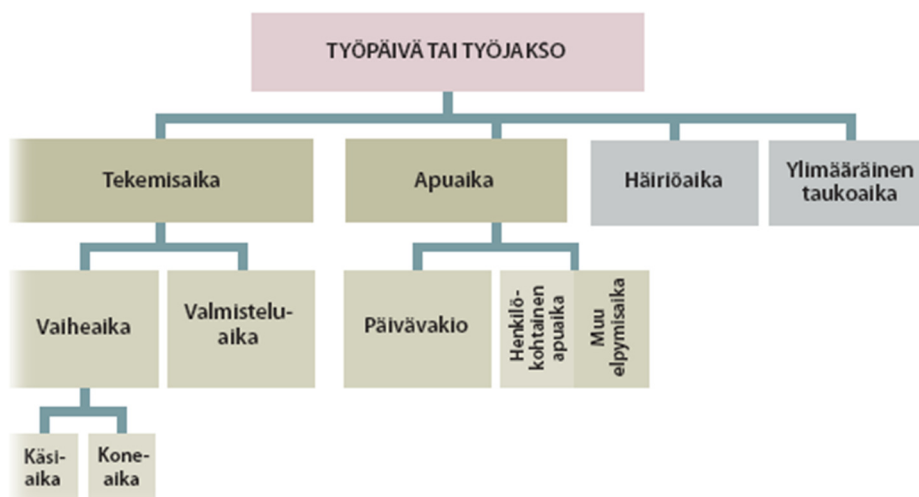 TYÖPÄIVÄ TAI TYÖJAKSO
Tekemisaika
Apuaika
Häiriöaika
Ylimääräinen
taukoaika
Vaiheaika
Valmistelu-
aika
Päivävakio
Henkilö-
kohtainen
apuaika
Muu
elpymisaika
Käsi-
aika
Kone-
aika